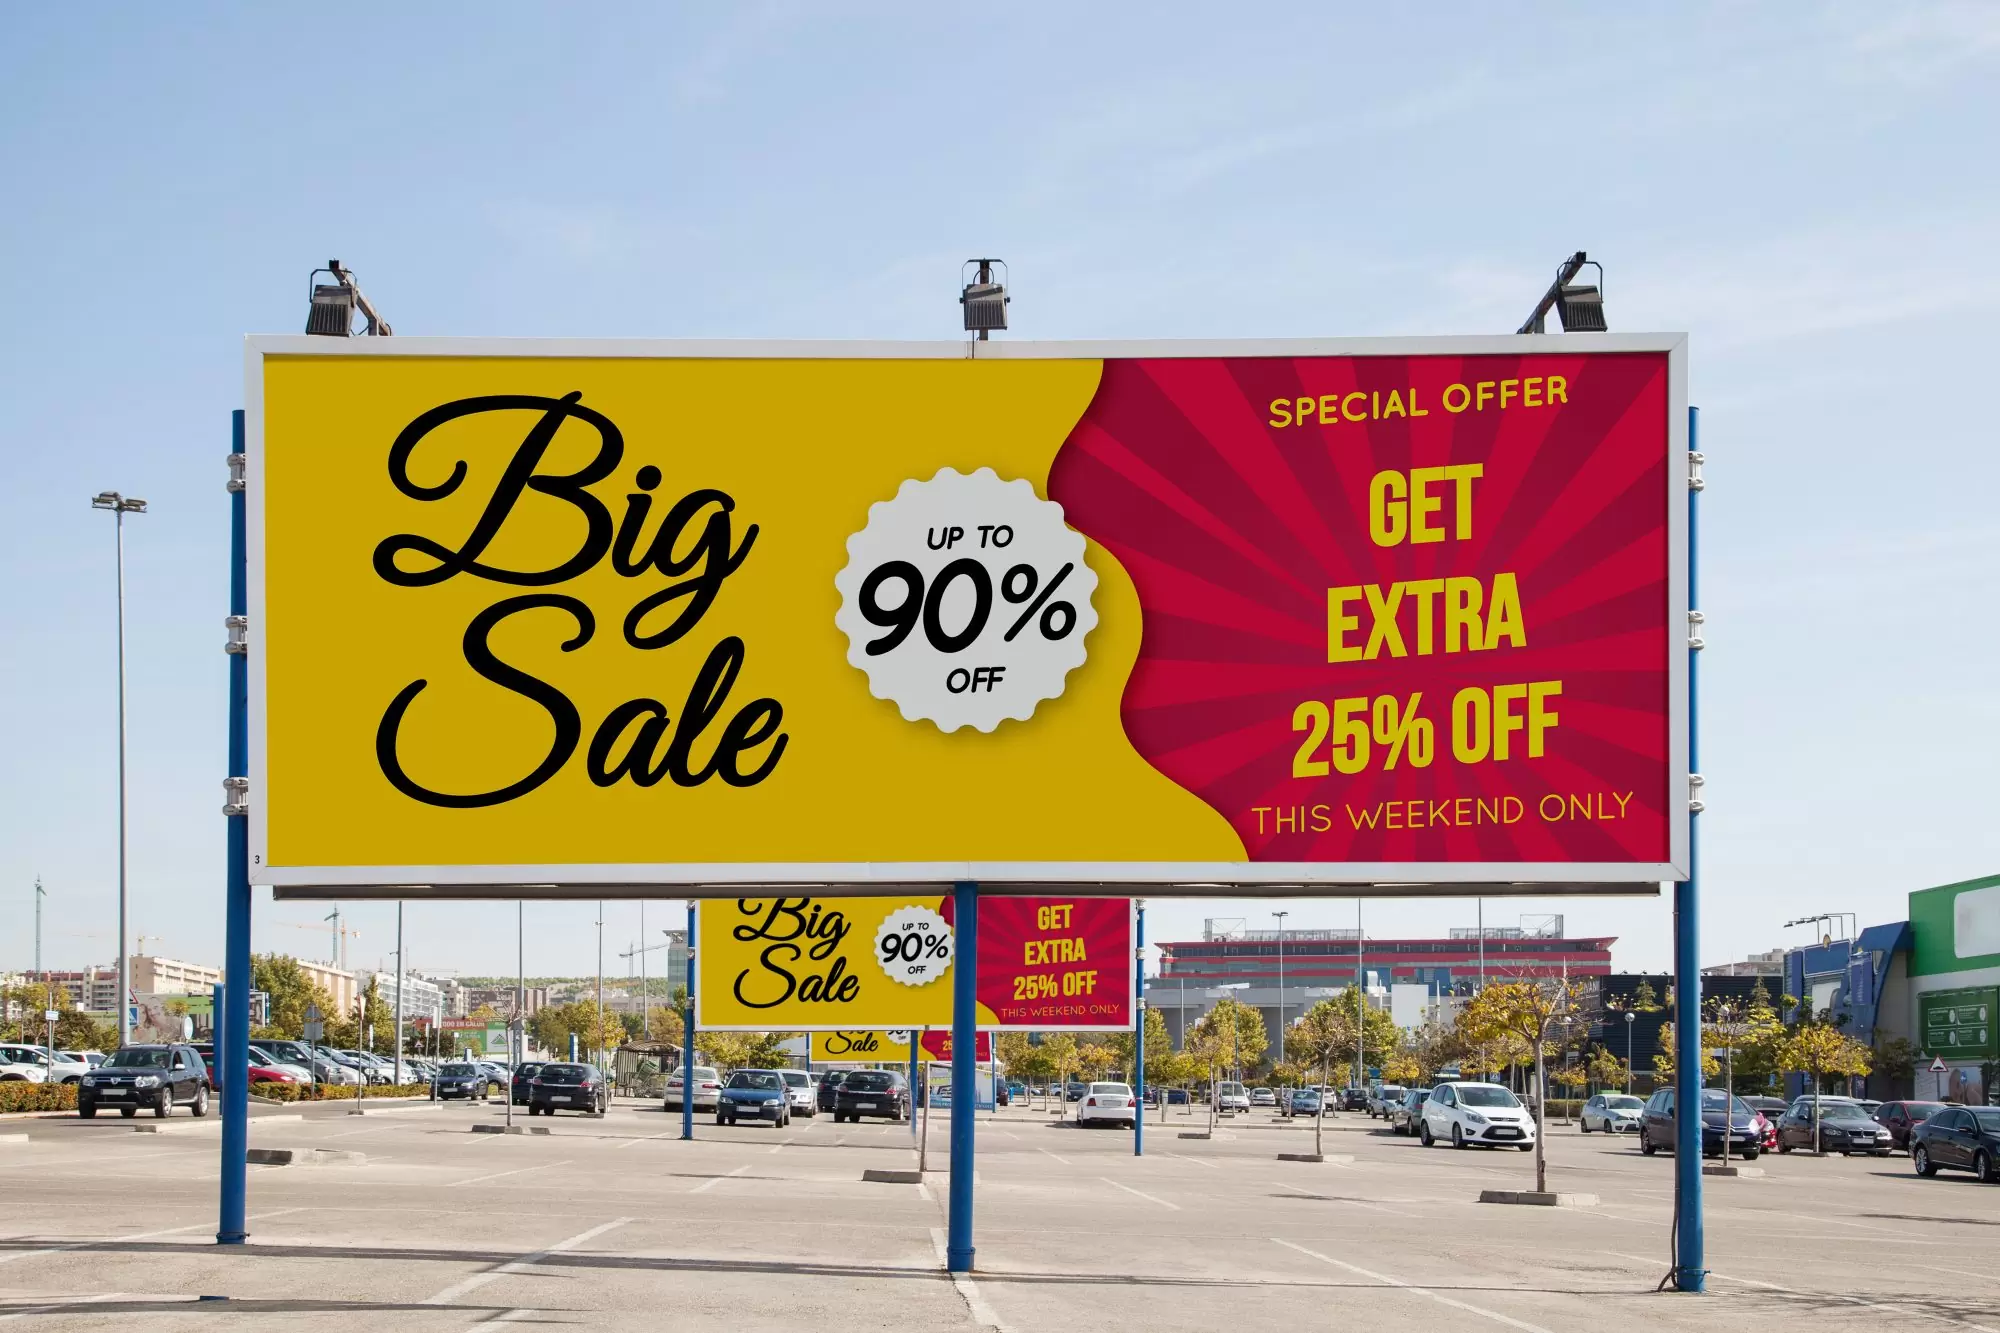 Big
Sale
UP TO
90%
OFF
SPECIAL OFFER
GET
EXTRA
25% OFF
THIS WEEKEND ONLY
3
Big
Sale
UP TO
90%
OFF
GET
EXTRA
25% OFF
THIS WEEKEND ONLY
Sale